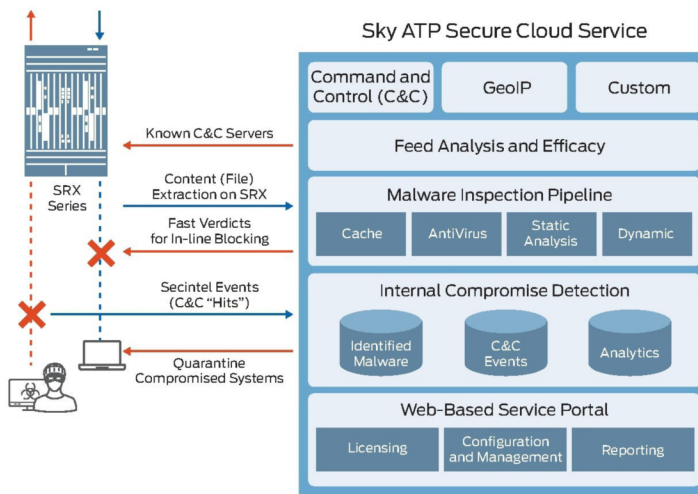 Sky ATP Secure Cloud Service
Command and
Control (C&C)
GeoIP
Custom
Known C&C Servers
Feed Analysis and Efficacy
SRX
Series
Content (File)
Extraction on SRX
Fast Verdicts
for In-line Blocking
Malware Inspection Pipeline
Cache
AntiVirus
Static
Analysis
Dynamic
Secintel Events
(C&C "Hits")
Internal Compromise Detection
Identified
Malware
C&C
Events
Analytics
Quarantine
Compromised Systems
Web-Based Service Portal
Licensing
Configuration
and Management
Reporting